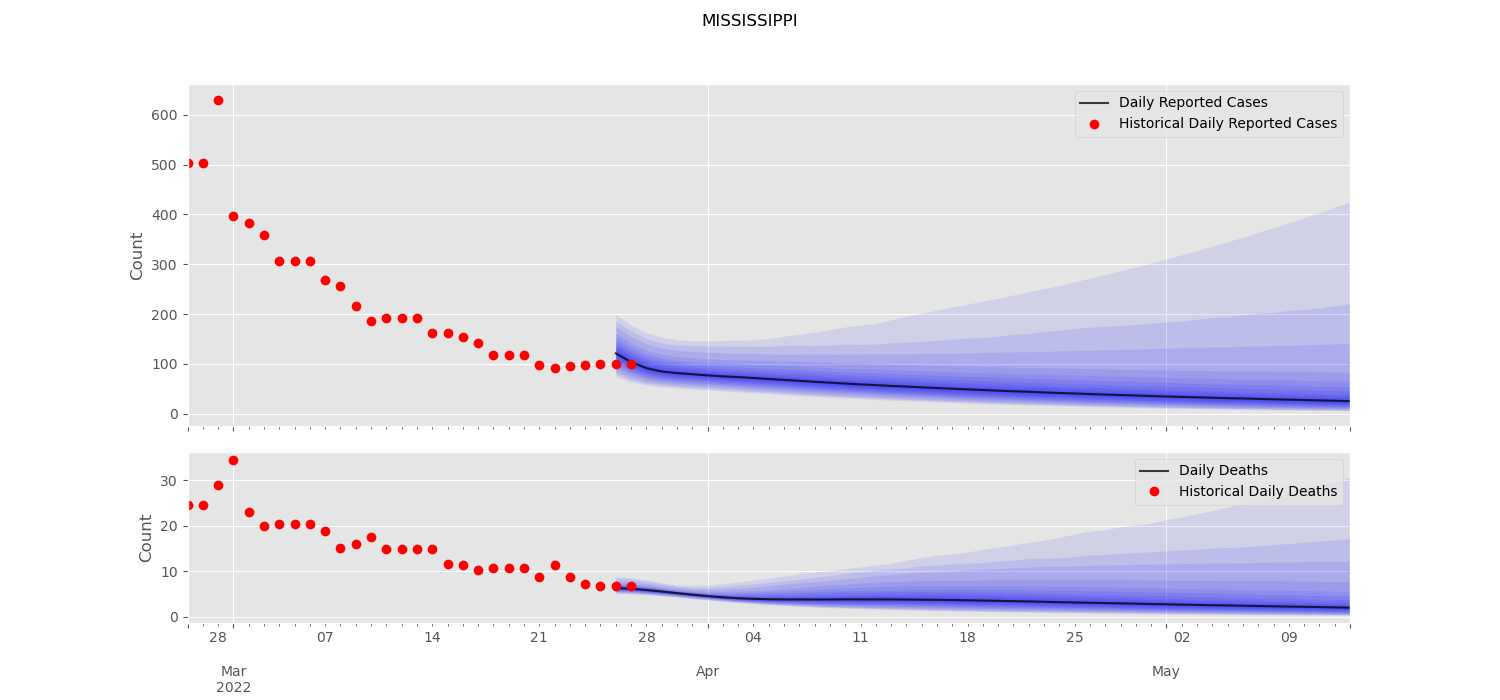 MISSISSIPPI
600
500
400
300
200
100
0
Count
Daily Reported Cases
Historical Daily Reported Cases
30
20
10
0
Count
Daily Deaths
Historical Daily Deaths
28 07 14 21 28 04 11 18 25 02 09
Mar Apr May
2022